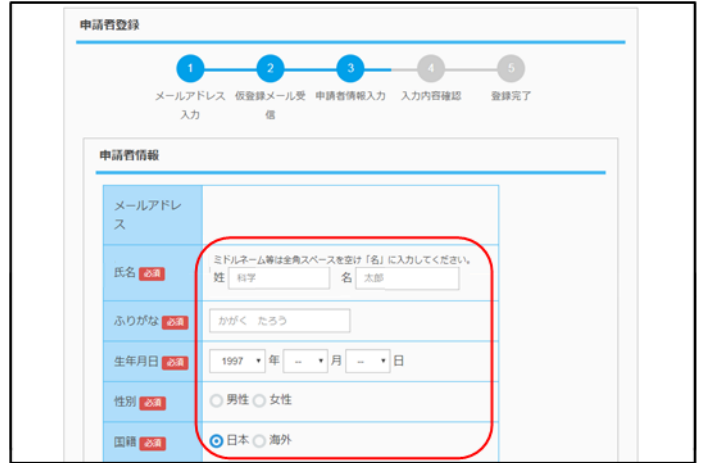 申請者登録
1 2 3 4 5
メールアドレス 仮登録メール受 申請者情報入力 入力内容確認 登録完了
入力 信
申請者情報
メールアドレ
ス
ミドルネーム等は全角スペースを空け「名」に入力してください。
氏名 必須 姓 科学 名 太郎
ふりがな 必須 かがく たろう
生年月日 必須 1997 年 -- 月 -- 日
性別 必須 男性 女性
国籍 必須 日本 海外